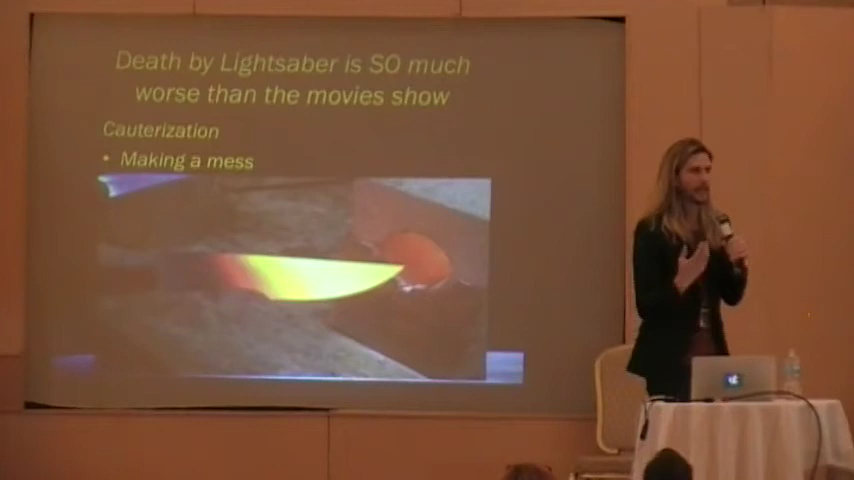 Death by Lightsaber is SO much
worse than the movies show
Cauterization
• Making a mess